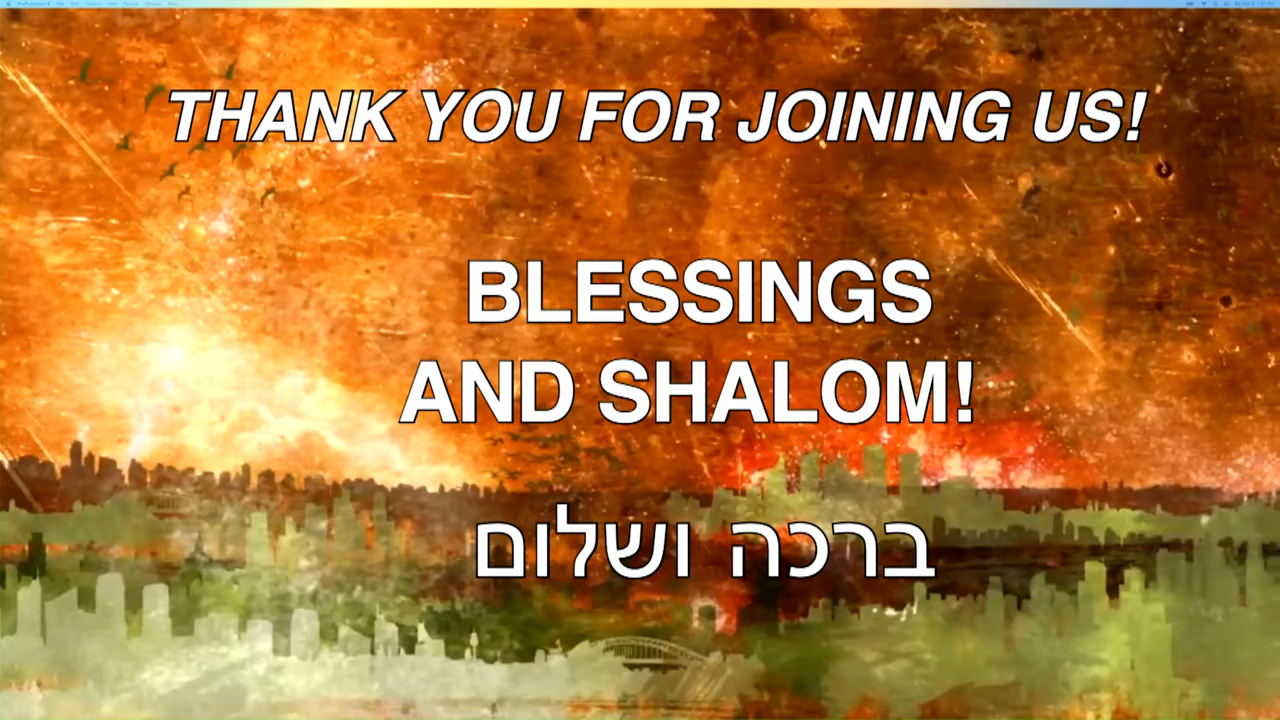 THANK YOU FOR JOINING US!
BLESSINGS
AND SHALOM!
ברכה ושלום